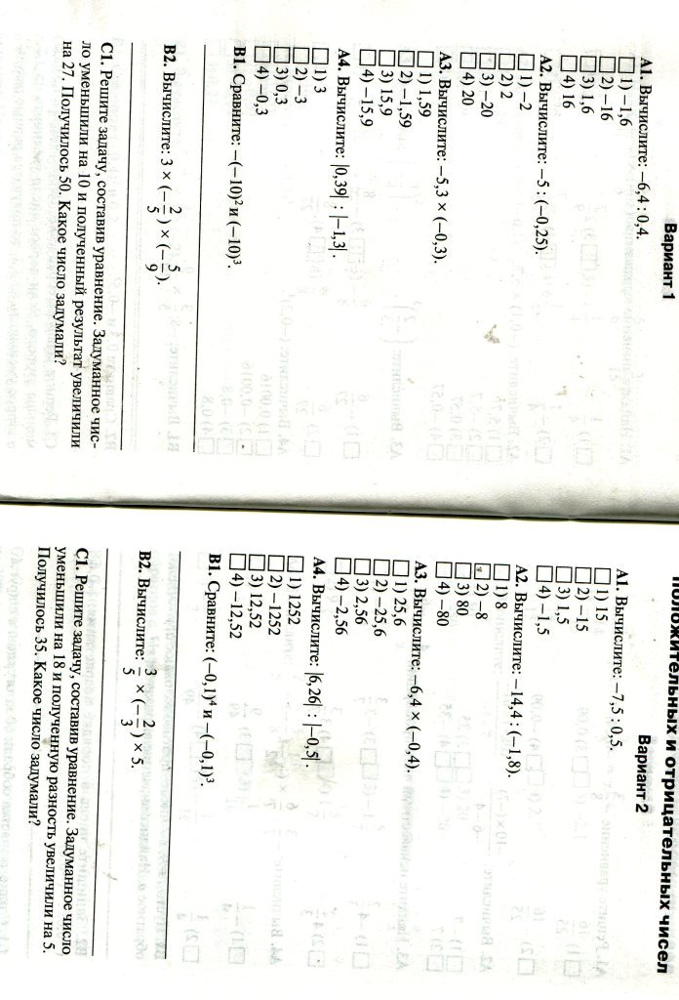 Вариант 1
А1. Вычислите: −6,4 : 0,4.
1) −1,6
2) −16
3) 1,6
4) 16
А2. Вычислите: −5 : (−0,25).
1) −2
2) 2
3) −20
4) 20
А3. Вычислите: −5,3 × (−0,3).
1) 1,59
2) −1,59
3) 15,9
4) −15,9
А4. Вычислите: |0,39| : |−1,3|.
1) 3
2) −3
3) 0,3
4) −0,3
В1. Сравните: −(−10)² и (−10)³.
В2. Вычислите: 3 × (−2/5) × (−5/9).
С1. Решите задачу, составив уравнение. Задуманное чис-
ло уменьшили на 10 и полученный результат увеличили
на 27. Получилось 50. Какое число задумали?
положительных и отрицательных чисел
Вариант 2
А1. Вычислите: −7,5 : 0,5.
1) 15
2) −15
3) 1,5
4) −1,5
А2. Вычислите: −14,4 : (−1,8).
1) 8
2) −8
3) 80
4) −80
А3. Вычислите: −6,4 × (−0,4).
1) 25,6
2) −25,6
3) 2,56
4) −2,56
А4. Вычислите: |6,26| : |−0,5|.
1) 1252
2) −1252
3) 12,52
4) −12,52
В1. Сравните: (−0,1)⁴ и −(−0,1)³.
В2. Вычислите: 3/5 × (−2/3) × 5.
С1. Решите задачу, составив уравнение. Задуманное число
уменьшили на 18 и полученную разность увеличили на 5.
Получилось 35. Какое число задумали?